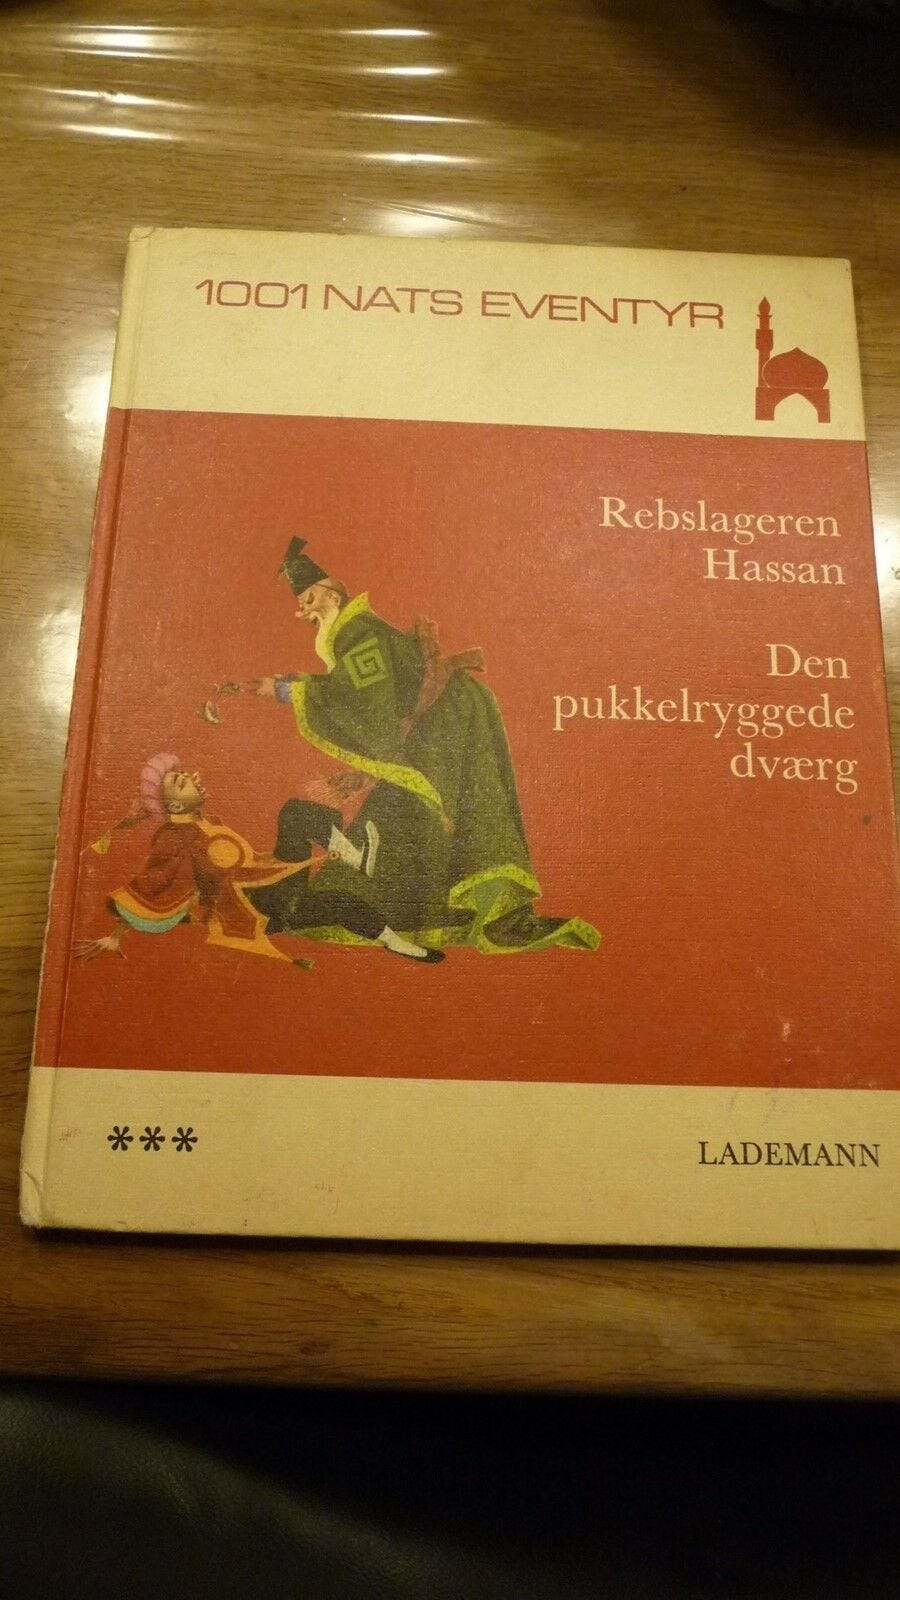 1001 NATS EVENTYR
Rebslageren
Hassan
Den
pukkelryggede
dværg
***
LADEMANN